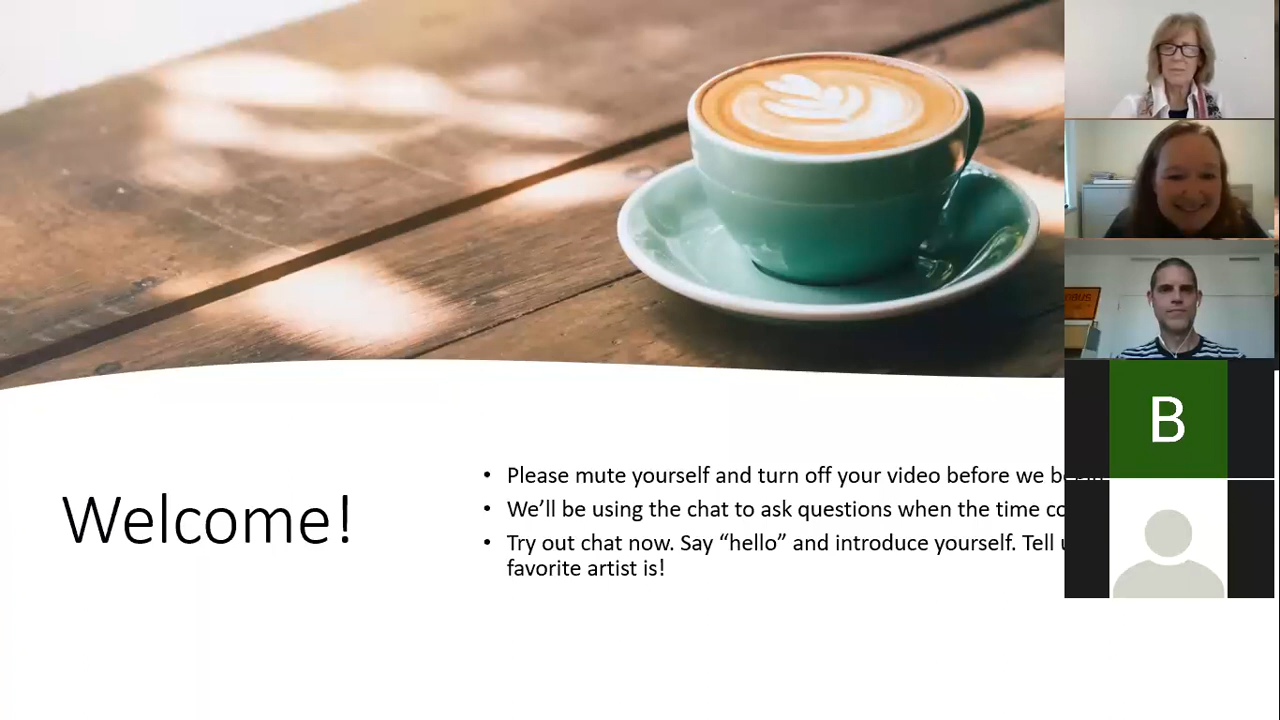 Welcome!
• Please mute yourself and turn off your video before we
• We’ll be using the chat to ask questions when the time
• Try out chat now. Say “hello” and introduce yourself. Tell
favorite artist is!
B